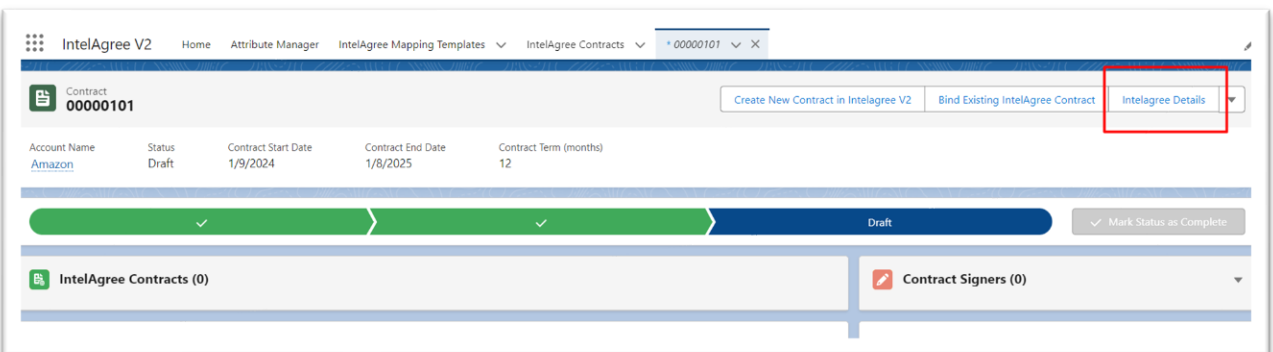 IntelAgree V2 Home Attribute Manager IntelAgree Mapping Templates IntelAgree Contracts * 00000101
Contract
00000101
Create New Contract in Intelagree V2 Bind Existing IntelAgree Contract Intelagree Details
Account Name Status Contract Start Date Contract End Date Contract Term (months)
Amazon Draft 1/9/2024 1/8/2025 12
Draft Mark Status as Complete
IntelAgree Contracts (0) Contract Signers (0)